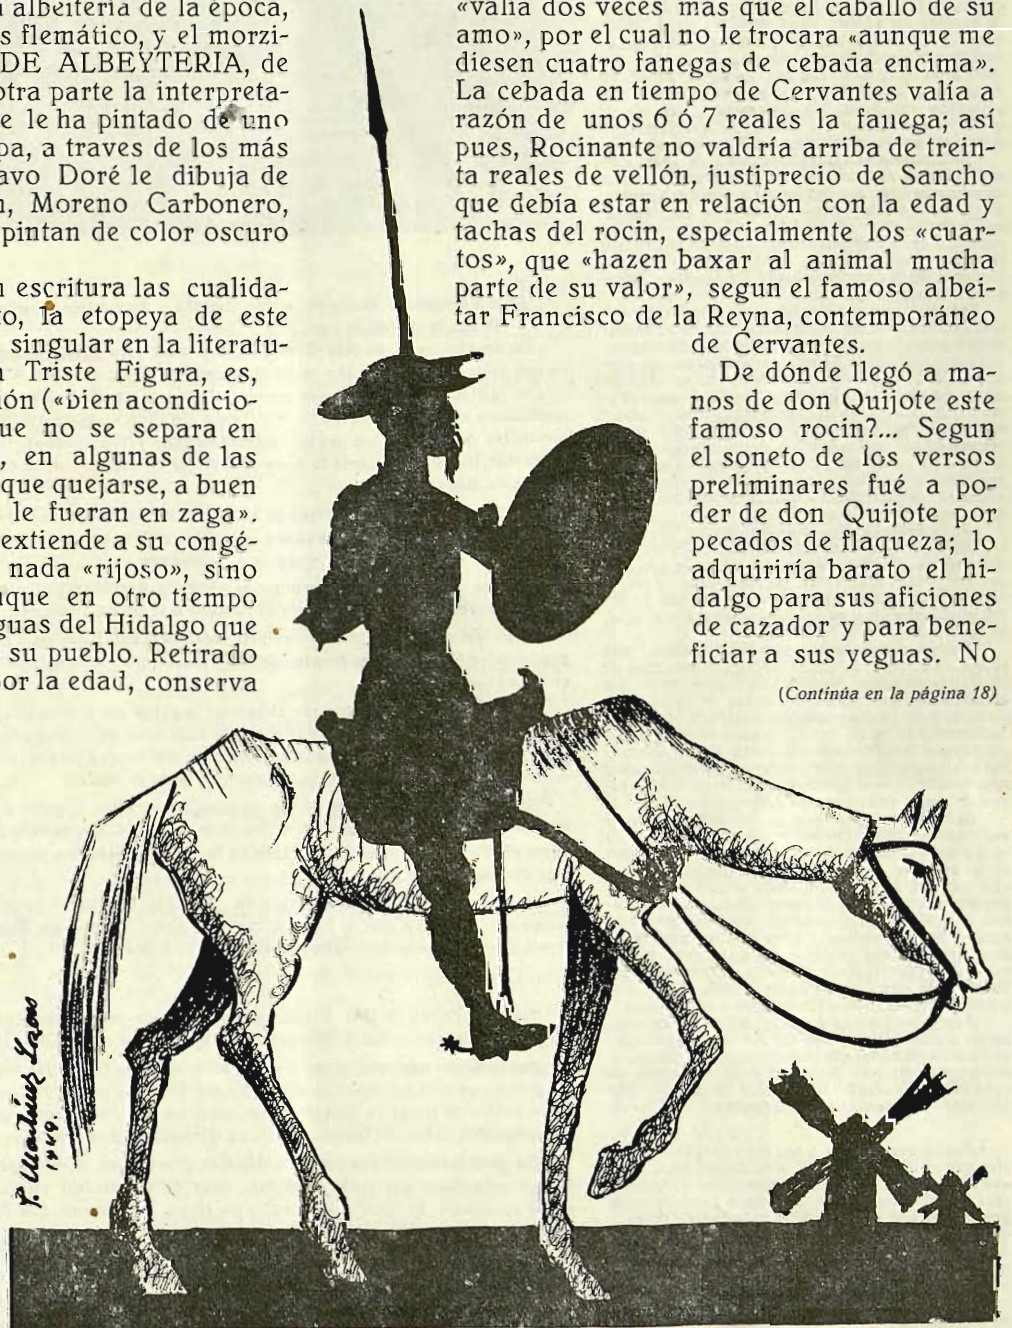 albeitería de la época,
s flemático, y el morzi-
DE ALBEYTERIA, de
otra parte la interpreta-
e le ha pintado de uno
pa, a traves de los más
avo Doré le dibuja de
n, Moreno Carbonero,
pintan de color oscuro
n escritura las cualida-
to, la etopeya de este
singular en la literatu-
a Triste Figura, es,
ión («bien acondicio-
ue no se separa en
, en algunas de las
que quejarse, a buen
le fueran en zaga».
extiende a su congé-
nada «rijoso», sino
nque en otro tiempo
guas del Hidalgo que
su pueblo. Retirado
por la edad, conserva
«valía dos veces más que el caballo de su
amo», por el cual no le trocara «aunque me
diesen cuatro fanegas de cebada encima».
La cebada en tiempo de Cervantes valía a
razón de unos 6 ó 7 reales la fanega; así
pues, Rocinante no valdría arriba de trein-
ta reales de vellón, justiprecio de Sancho
que debía estar en relación con la edad y
tachas del rocin, especialmente los «cuar-
tos», que «hazen baxar al animal mucha
parte de su valor», segun el famoso albei-
tar Francisco de la Reyna, contemporáneo
de Cervantes.
De dónde llegó a ma-
nos de don Quijote este
famoso rocin?... Segun
el soneto de los versos
preliminares fué a po-
der de don Quijote por
pecados de flaqueza; lo
adquiriría barato el hi-
dalgo para sus aficiones
de cazador y para bene-
ficiar a sus yeguas. No
(Continúa en la página 18)
1949.